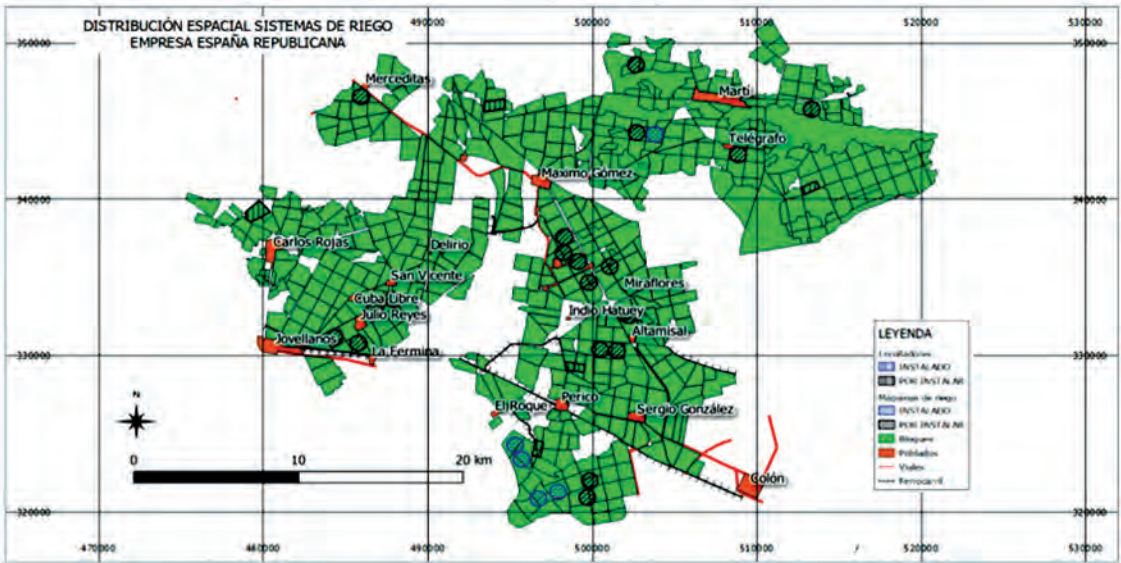 DISTRIBUCIÓN ESPACIAL SISTEMAS DE RIEGO
EMPRESA ESPAÑA REPUBLICANA
490000
500000
510000
520000
530000
350000
350000
Merceditas
Martí
Telégrafo
Máximo Gómez
340000
340000
Carlos Rojas
Delirio
San Vicente
Miraflores
Cuba Libre
Indio Hatuey
Julio Reyes
Altamisal
Jovellanos
La Fermina
330000
330000
LEYENDA
INSTALADO
POR INSTALAR
Máquinas de riego
INSTALADO
POR INSTALAR
Bloques
Poblados
Viales
Ferrocarril
Perico
El Roque
Sergio González
N
0 10 20 km
Colón
320000
320000
470000
480000
490000
500000
510000
520000
530000